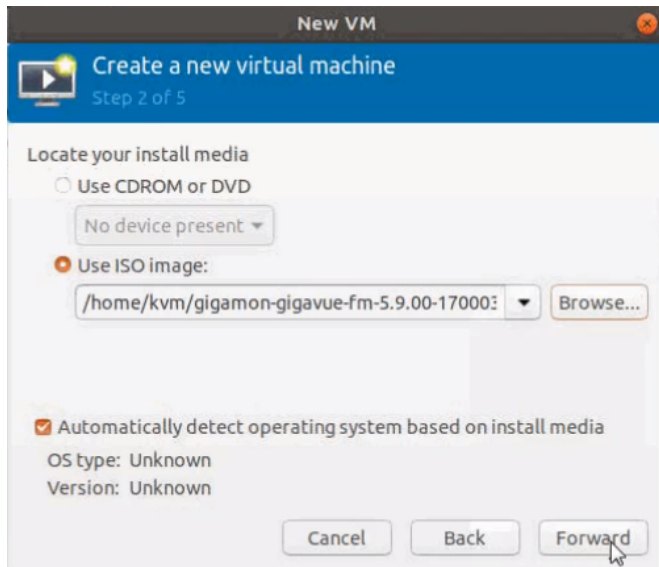 New VM
Create a new virtual machine
Step 2 of 5
Locate your install media
Use CDROM or DVD
No device present
Use ISO image:
/home/kvm/gigamon-gigavue-fm-5.9.00-170003
Browse...
Automatically detect operating system based on install media
OS type: Unknown
Version: Unknown
Cancel Back Forward